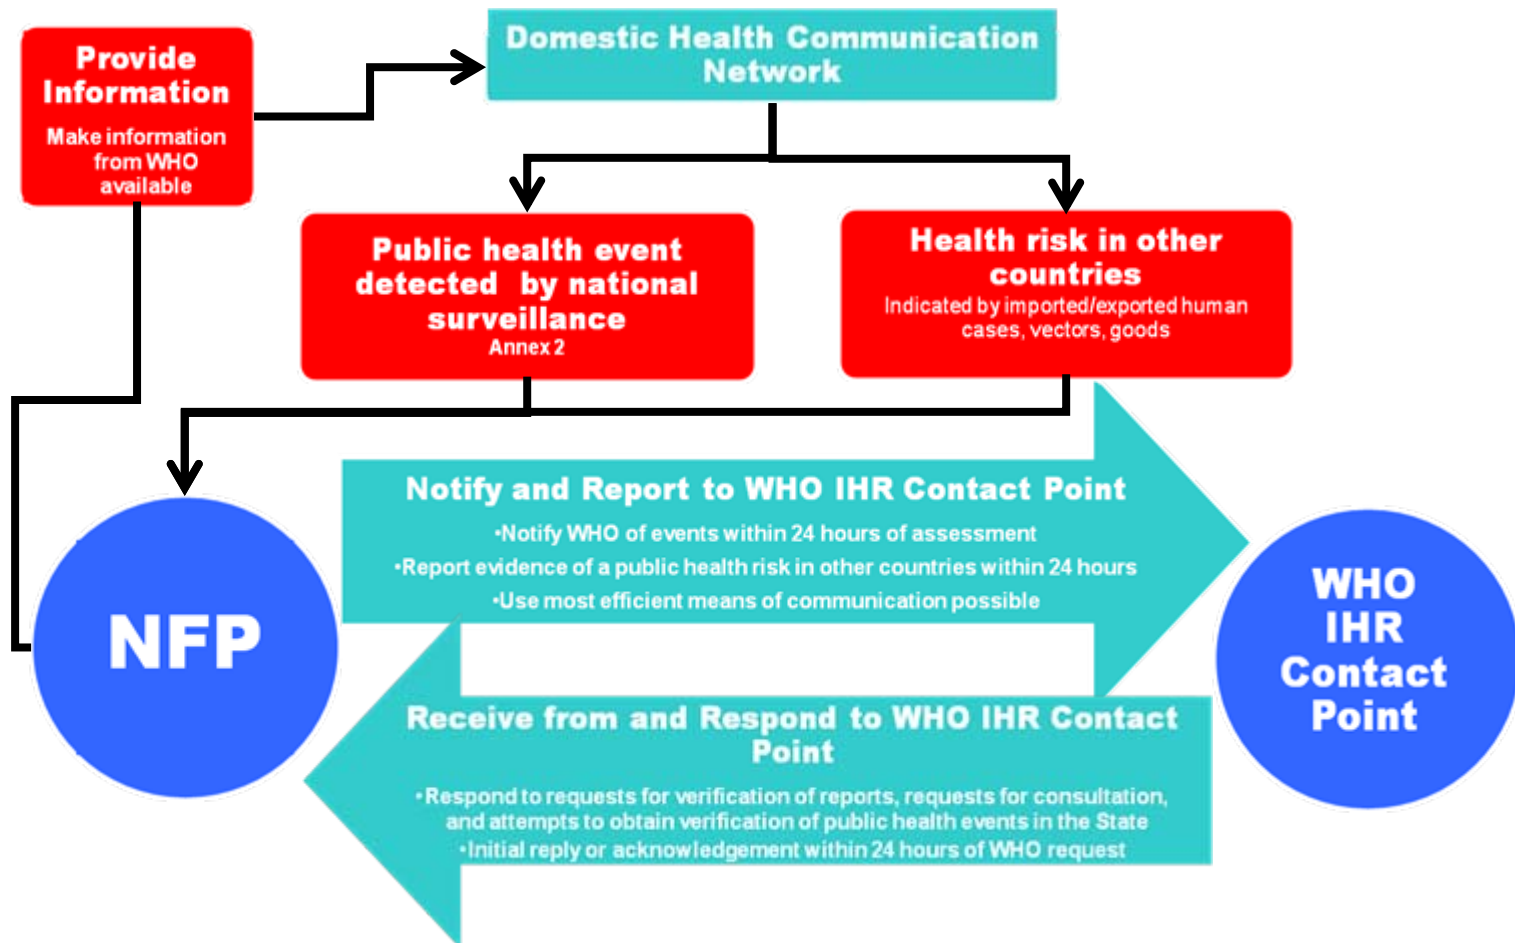 Provide
Information
Make information
from WHO
available
Domestic Health Communication
Network
Public health event
detected by national
surveillance
Annex 2
Health risk in other
countries
Indicated by imported/exported human
cases, vectors, goods
Notify and Report to WHO IHR Contact Point
•Notify WHO of events within 24 hours of assessment
•Report evidence of a public health risk in other countries within 24 hours
•Use most efficient means of communication possible
NFP
WHO
IHR
Contact
Point
Receive from and Respond to WHO IHR Contact
Point
•Respond to requests for verification of reports, requests for consultation,
and attempts to obtain verification of public health events in the State
•Initial reply or acknowledgement within 24 hours of WHO request